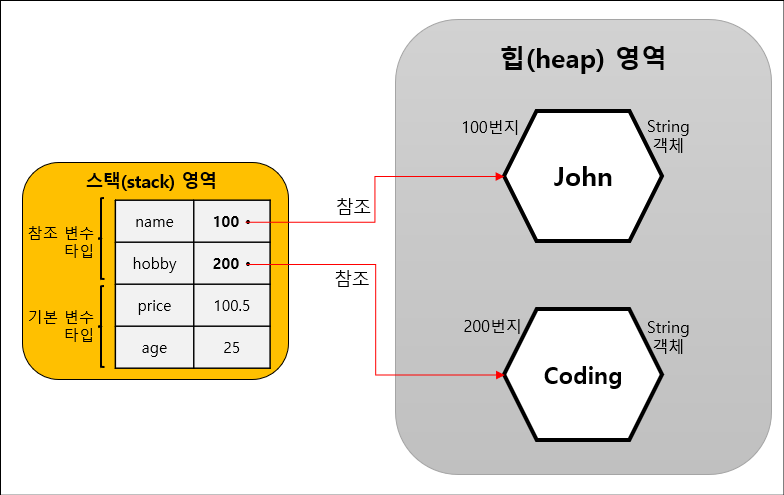 힙(heap) 영역
100번지
String
객체
John
스택(stack) 영역
참조 변수
타입
name
100
참조
hobby
200
참조
기본 변수
타입
price
100.5
age
25
200번지
String
객체
Coding